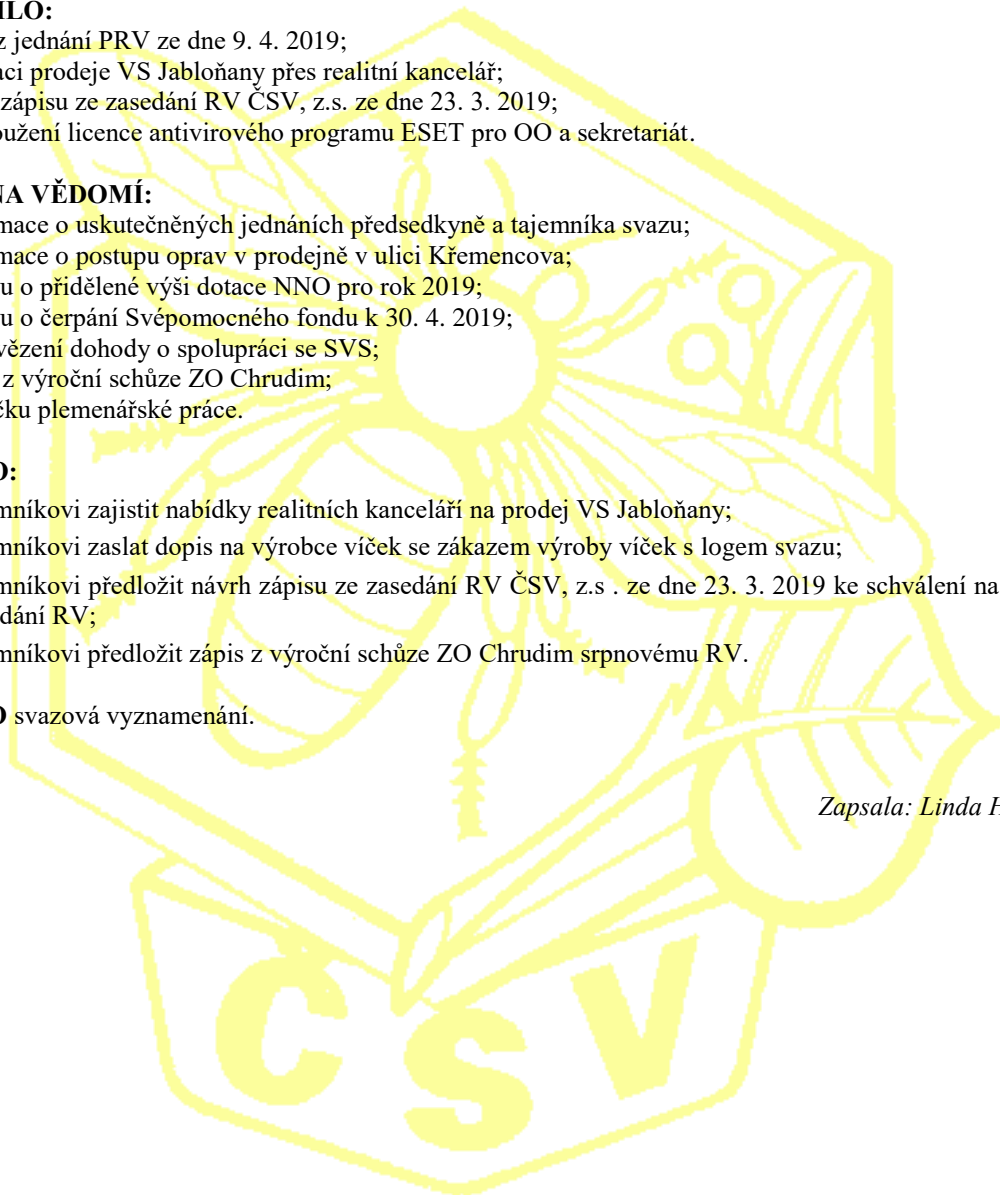 ILO:
z jednání PRV ze dne 9. 4. 2019;
aci prodeje VS Jabloňany přes realitní kancelář;
zápisu ze zasedání RV ČSV, z.s. ze dne 23. 3. 2019;
oužení licence antivirového programu ESET pro OO a sekretariát.
NA VĚDOMÍ:
mace o uskutečněných jednáních předsedkyně a tajemníka svazu;
mace o postupu oprav v prodejně v ulici Křemencova;
u o přidělené výši dotace NNO pro rok 2019;
u o čerpání Svépomocného fondu k 30. 4. 2019;
vězení dohody o spolupráci se SVS;
z výroční schůze ZO Chrudim;
čku plemenářské práce.
O:
mníkovi zajistit nabídky realitních kanceláří na prodej VS Jabloňany;
mníkovi zaslat dopis na výrobce víček se zákazem výroby víček s logem svazu;
mníkovi předložit návrh zápisu ze zasedání RV ČSV, z.s . ze dne 23. 3. 2019 ke schválení na
dání RV;
mníkovi předložit zápis z výroční schůze ZO Chrudim srpnovému RV.
O svazová vyznamenání.
Zapsala: Linda H
ČSV